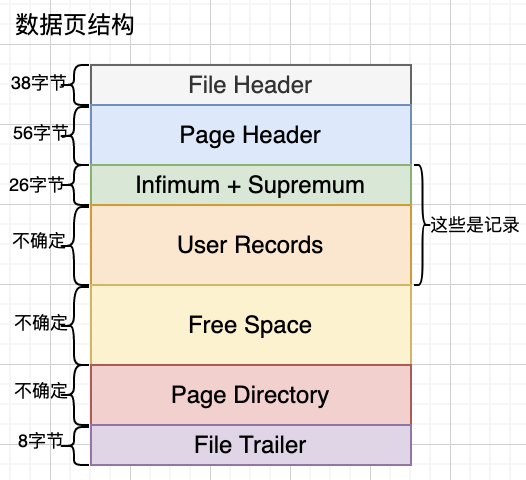 数据页结构
38字节
File Header
56字节
Page Header
26字节
Infimum + Supremum
这些是记录
不确定
User Records
不确定
Free Space
不确定
Page Directory
8字节
File Trailer